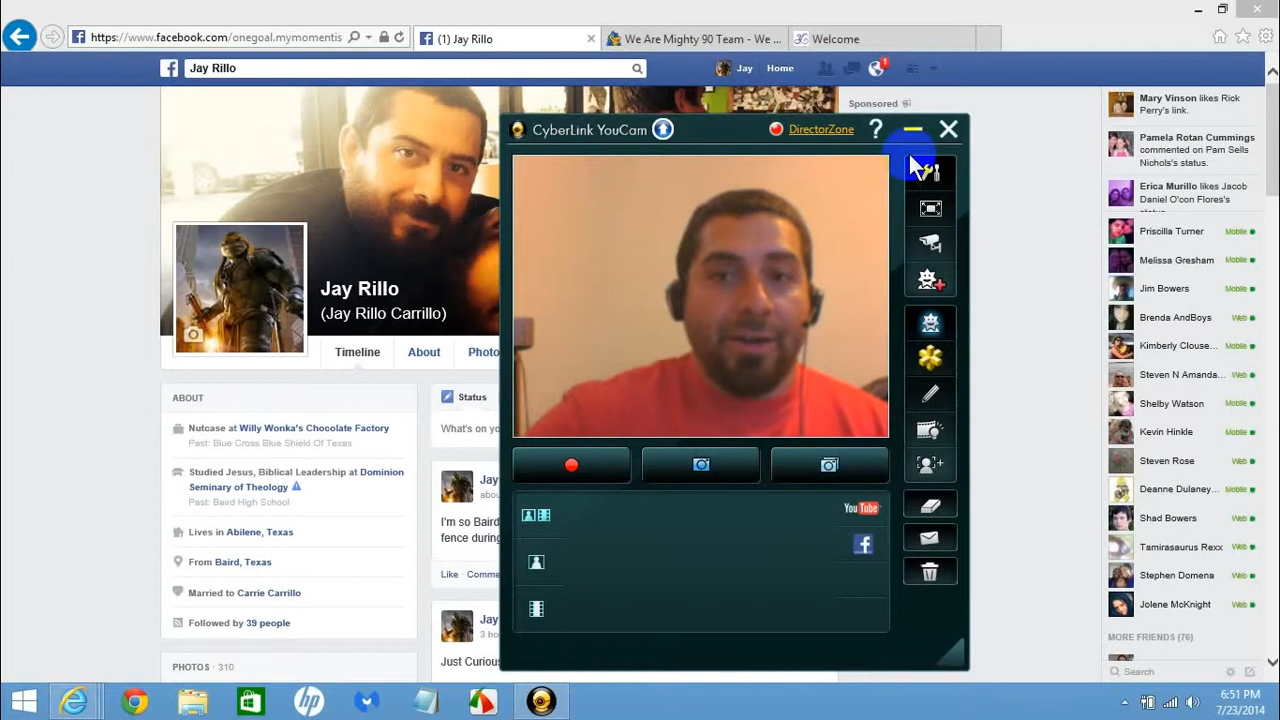 https://www.facebook.com/onegoal.mymomentis
(1) Jay Rillo
We Are Mighty 90 Team - We ...
Welcome
Jay Rillo
Jay
Home
1
Sponsored
CyberLink YouCam
DirectorZone
Jay Rillo
(Jay Rillo Carrillo)
Timeline
About
Photo
ABOUT
Nutcase at Willy Wonka's Chocolate Factory
Past: Blue Cross Blue Shield Of Texas
Studied Jesus, Biblical Leadership at Dominion
Seminary of Theology
Past: Baird High School
Lives in Abilene, Texas
From Baird, Texas
Married to Carrie Carrillo
Followed by 39 people
PHOTOS · 310
Status
What's on yo
Jay
abou
I'm so Baird
fence during
Like · Comme
Jay
3 ho
Just Curious
YouTube
Mary Vinson likes Rick
Perry's link.
Pamela Rotan Cummings
commented on Pam Sells
Nichols's status.
Erica Murillo likes Jacob
Daniel O'con Flores's
Priscilla Turner Mobile
Melissa Gresham Mobile
Jim Bowers Mobile
Brenda AndBoys Web
Kimberly Clouse... Mobile
Steven N Amanda... Web
Shelby Watson Mobile
Kevin Hinkle Mobile
Steven Rose Web
Deanne Dulaney... Mobile
Shad Bowers Web
Tamirasaurus Rexx Web
Stephen Domena Web
Jolene McKnight Web
MORE FRIENDS (76)
Search
6:51 PM
7/23/2014